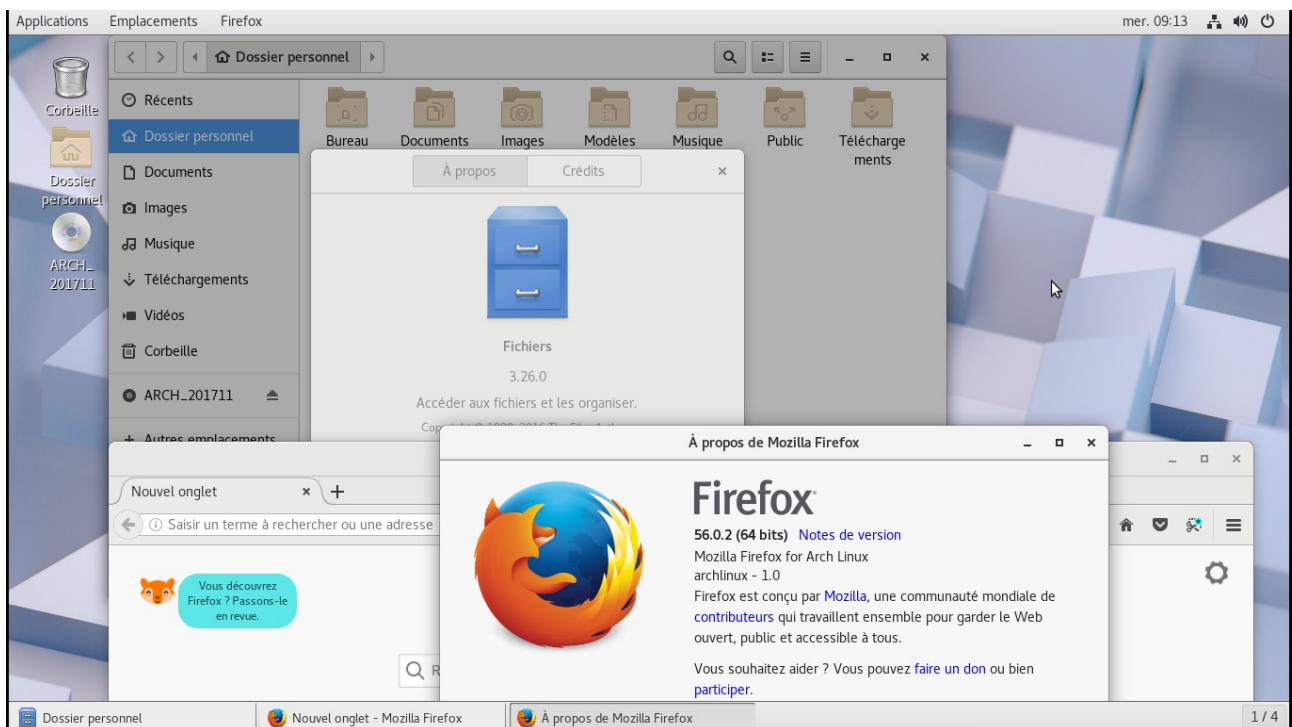 Applications Emplacements Firefox mer. 09:13
Corbeille
Dossier personnel
ARCH_
201711
Dossier personnel
Récents
Dossier personnel
Documents
Images
Musique
Téléchargements
Vidéos
Corbeille
ARCH_201711
Autres emplacements
Bureau Documents Images Modèles Musique Public Télécharge
ments
À propos Crédits
Fichiers
3.26.0
Accéder aux fichiers et les organiser.
Nouvel onglet
Saisir un terme à rechercher ou une adresse
Vous découvrez
Firefox ? Passons-le
en revue.
À propos de Mozilla Firefox
Firefox
56.0.2 (64 bits) Notes de version
Mozilla Firefox for Arch Linux
archlinux - 1.0
Firefox est conçu par Mozilla, une communauté mondiale de
contributeurs qui travaillent ensemble pour garder le Web
ouvert, public et accessible à tous.
Vous souhaitez aider ? Vous pouvez faire un don ou bien
participer.
Dossier personnel Nouvel onglet - Mozilla Firefox À propos de Mozilla Firefox 1 / 4